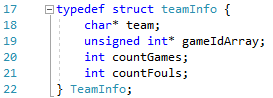 17 typedef struct teamInfo {
18 char* team;
19 unsigned int* gameIdArray;
20 int countGames;
21 int countFouls;
22 } TeamInfo;